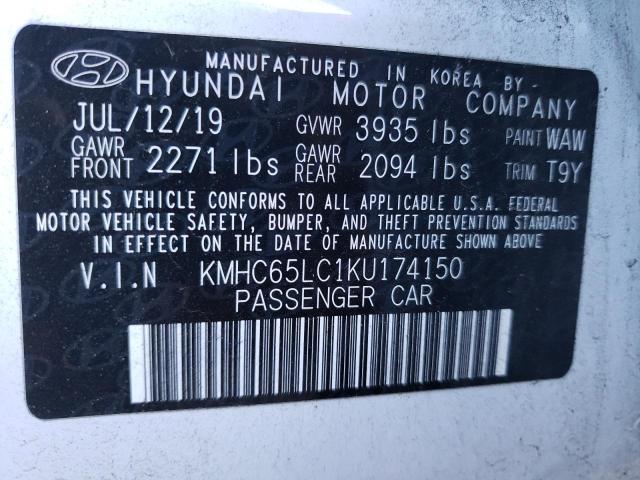 MANUFACTURED IN KOREA BY -
HYUNDAI MOTOR COMPANY
JUL/12/19 GVWR 3935 lbs PAINT WAW
GAWR FRONT 2271 lbs GAWR REAR 2094 lbs TRIM T9Y
THIS VEHICLE CONFORMS TO ALL APPLICABLE U.S.A. FEDERAL
MOTOR VEHICLE SAFETY, BUMPER, AND THEFT PREVENTION STANDARDS
IN EFFECT ON THE DATE OF MANUFACTURE SHOWN ABOVE
V.I.N KMHC65LC1KU174150
PASSENGER CAR